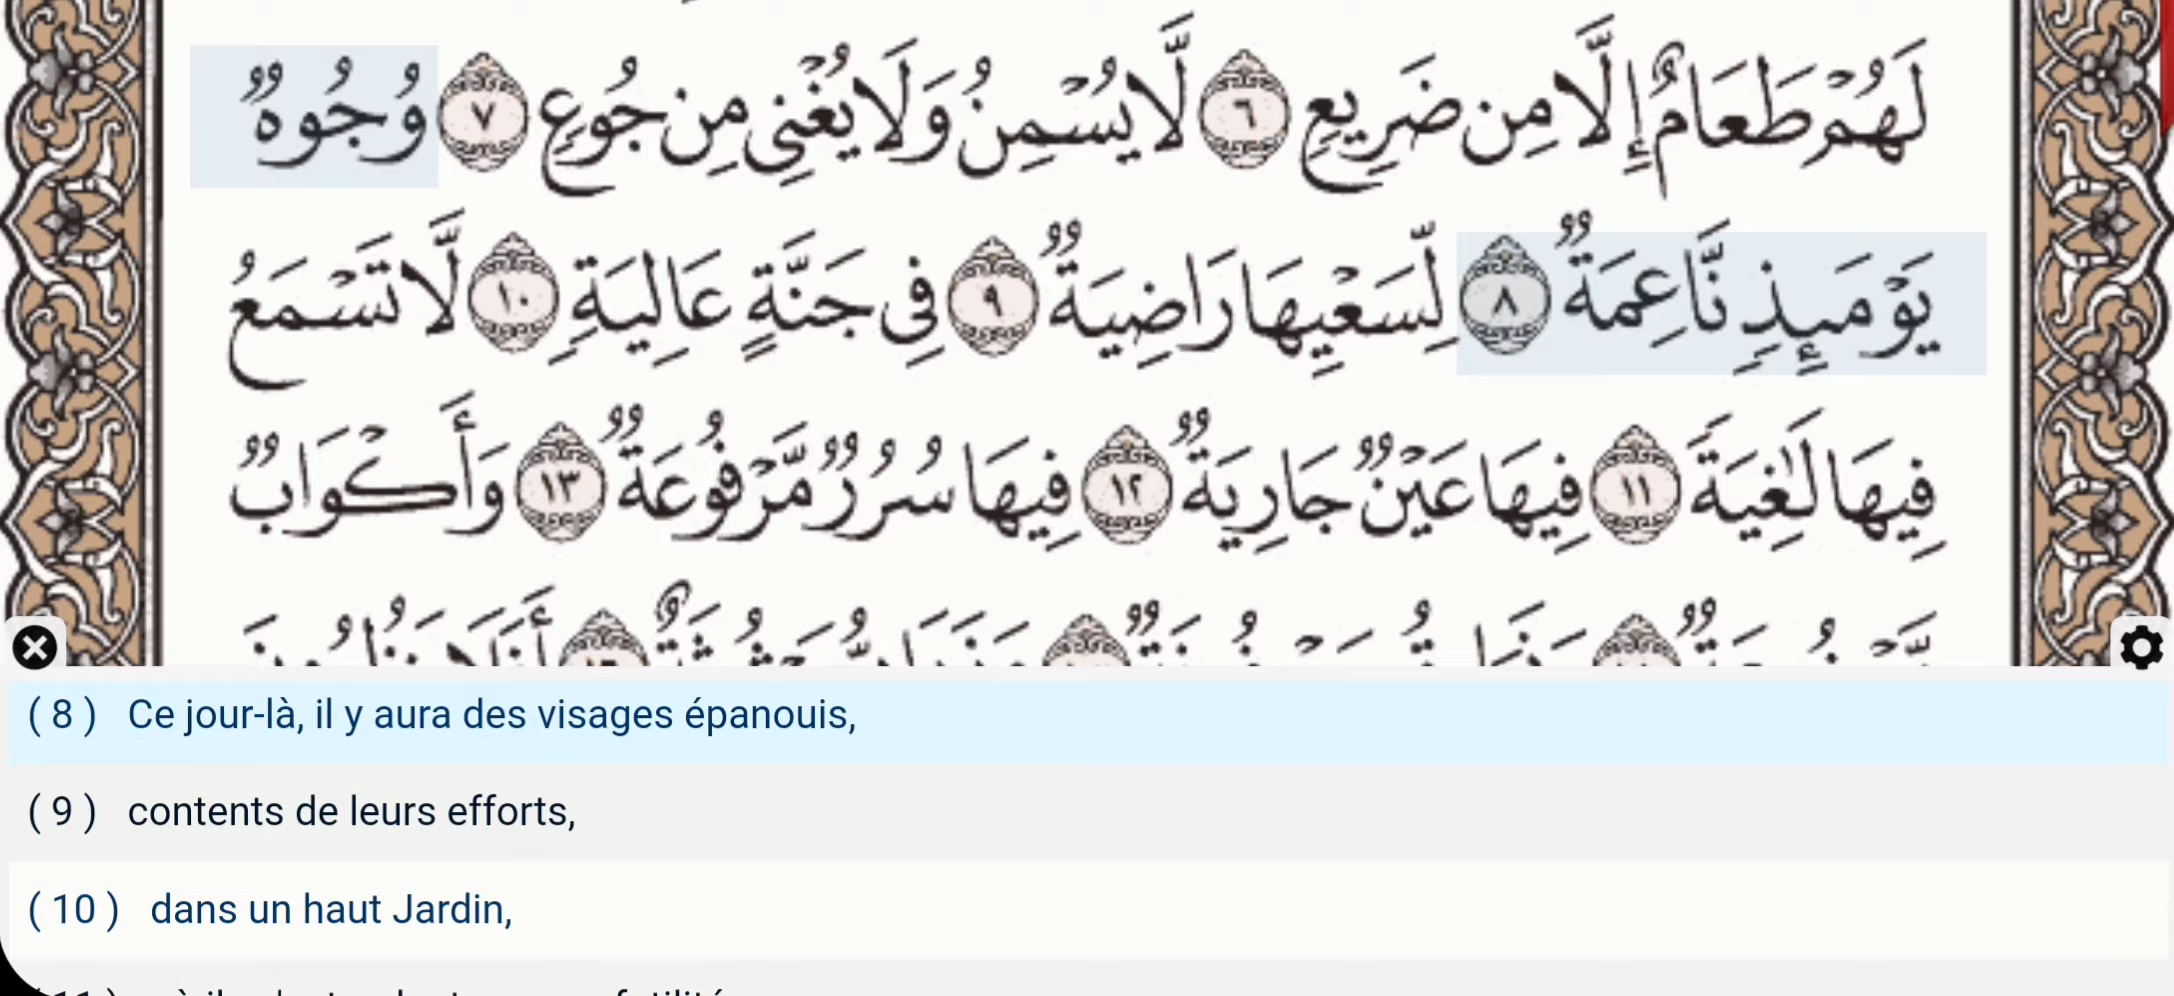 لَهُمْ طَعَامٌ إِلَّا مِن ضَرِيعٍ ٦ لَّا يُسْمِنُ وَلَا يُغْنِى مِن جُوعٍ ٧ وُجُوهٌ
يَوْمَئِذٍ نَّاعِمَةٌ ٨ لِّسَعْيِهَا رَاضِيَةٌ ٩ فِى جَنَّةٍ عَالِيَةٍ ١٠ لَّا تَسْمَعُ
فِيهَا لَٰغِيَةً ١١ فِيهَا عَيْنٌ جَارِيَةٌ ١٢ فِيهَا سُرُرٌ مَّرْفُوعَةٌ ١٣ وَأَكْوَابٌ
( 8 ) Ce jour-là, il y aura des visages épanouis,
( 9 ) contents de leurs efforts,
( 10 ) dans un haut Jardin,